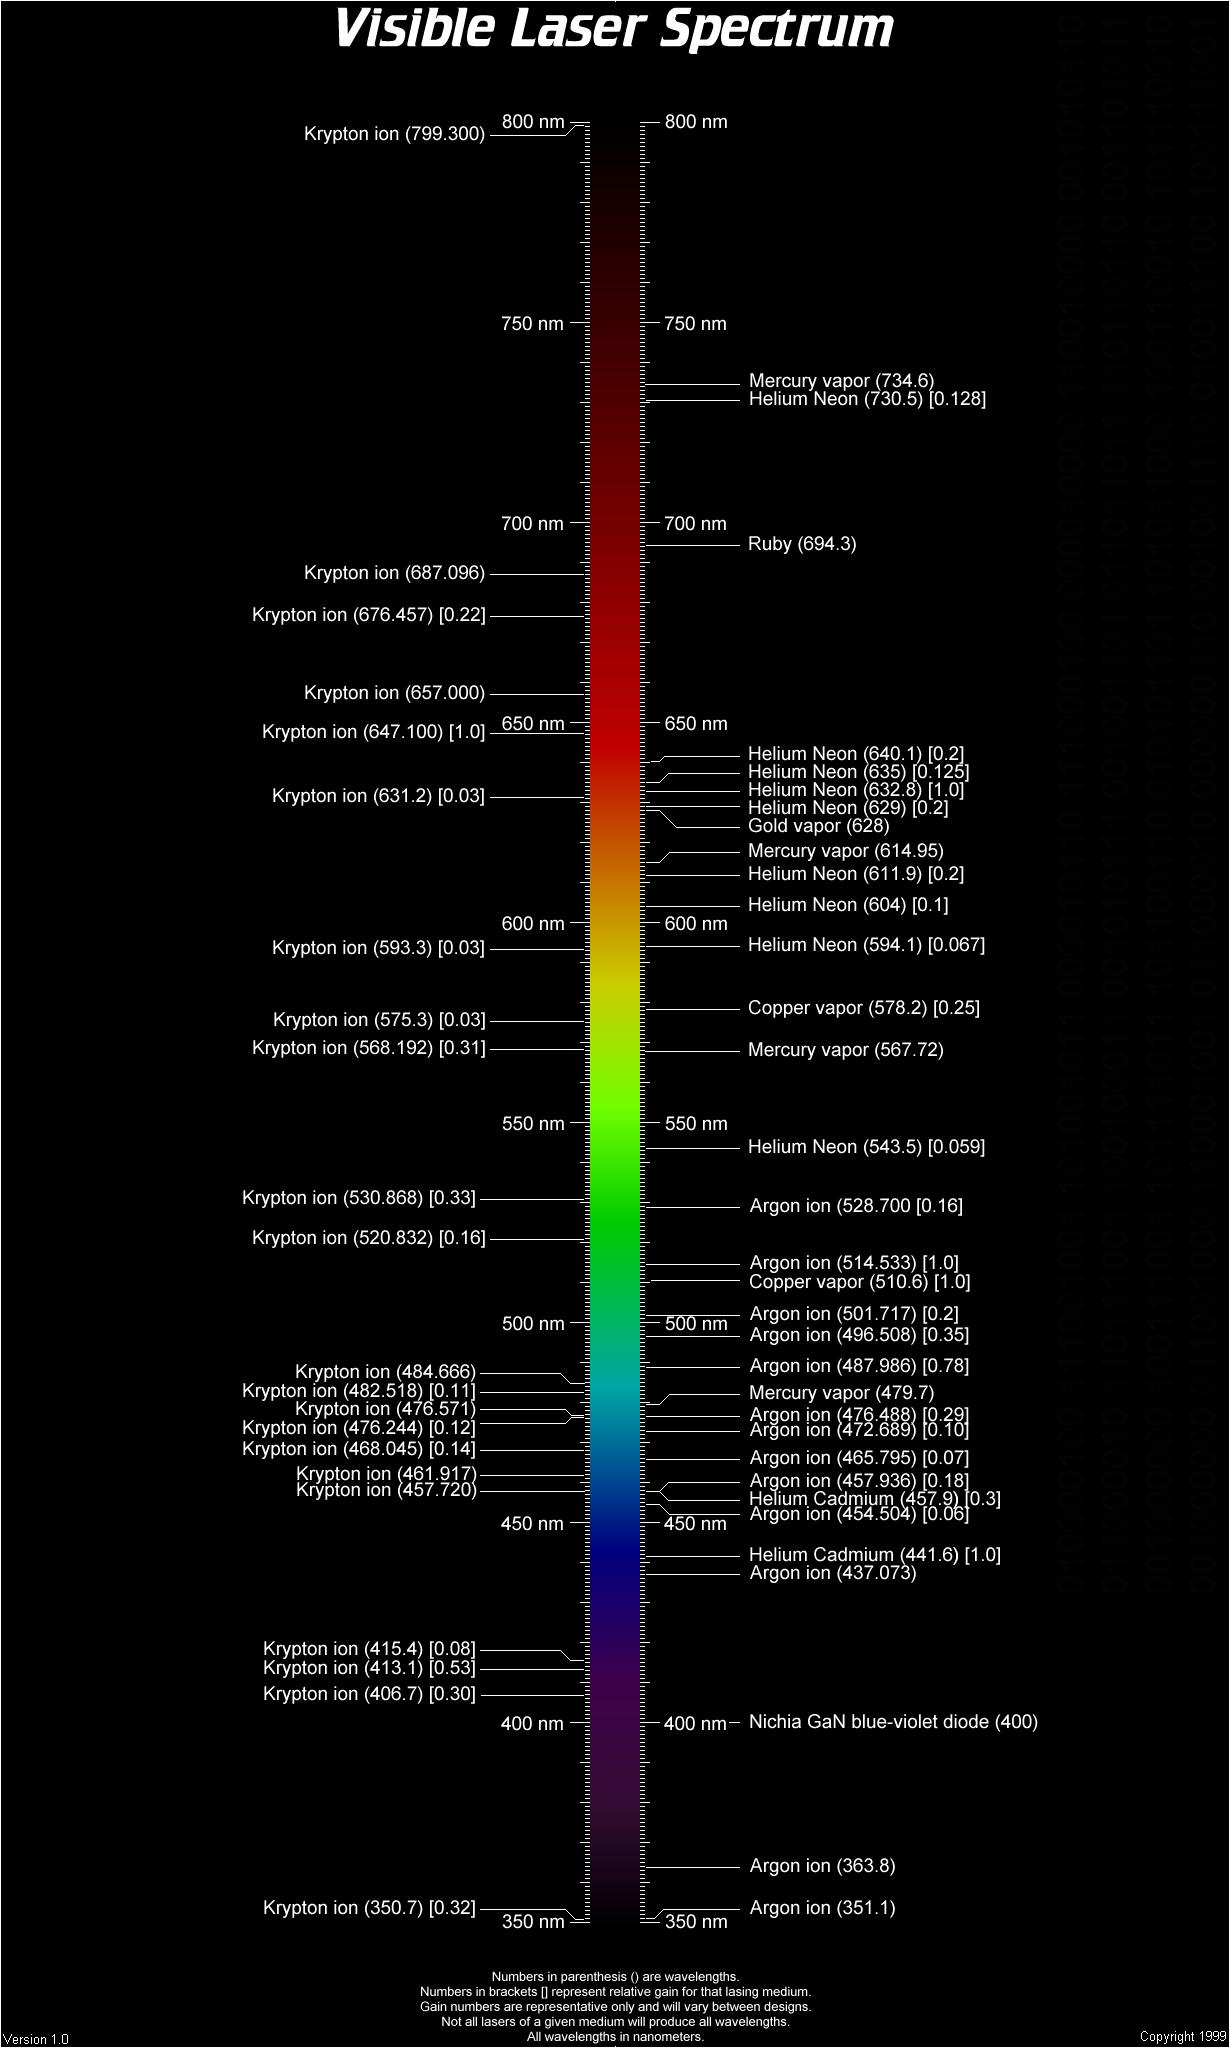 Visible Laser Spectrum
800 nm
800 nm
Krypton ion (799.300)
750 nm
750 nm
Mercury vapor (734.6)
Helium Neon (730.5) [0.128]
700 nm
700 nm
Ruby (694.3)
Krypton ion (687.096)
Krypton ion (676.457) [0.22]
Krypton ion (657.000)
650 nm
650 nm
Krypton ion (647.100) [1.0]
Helium Neon (640.1) [0.2]
Helium Neon (635) [0.125]
Helium Neon (632.8) [1.0]
Krypton ion (631.2) [0.03]
Helium Neon (629) [0.2]
Gold vapor (628)
Mercury vapor (614.95)
Helium Neon (611.9) [0.2]
Helium Neon (604) [0.1]
600 nm
600 nm
Helium Neon (594.1) [0.067]
Krypton ion (593.3) [0.03]
Copper vapor (578.2) [0.25]
Krypton ion (575.3) [0.03]
Krypton ion (568.192) [0.31]
Mercury vapor (567.72)
550 nm
550 nm
Helium Neon (543.5) [0.059]
Krypton ion (530.868) [0.33]
Argon ion (528.700 [0.16]
Krypton ion (520.832) [0.16]
Argon ion (514.533) [1.0]
Copper vapor (510.6) [1.0]
Argon ion (501.717) [0.2]
500 nm
500 nm
Argon ion (496.508) [0.35]
Argon ion (487.986) [0.78]
Krypton ion (484.666)
Krypton ion (482.518) [0.11]
Mercury vapor (479.7)
Krypton ion (476.571)
Argon ion (476.488) [0.29]
Krypton ion (476.244) [0.12]
Argon ion (472.689) [0.10]
Krypton ion (468.045) [0.14]
Argon ion (465.795) [0.07]
Krypton ion (461.917)
Argon ion (457.936) [0.18]
Krypton ion (457.720)
Helium Cadmium (457.9) [0.3]
Argon ion (454.504) [0.06]
450 nm
450 nm
Helium Cadmium (441.6) [1.0]
Argon ion (437.073)
Krypton ion (415.4) [0.08]
Krypton ion (413.1) [0.53]
Krypton ion (406.7) [0.30]
400 nm
400 nm
Nichia GaN blue-violet diode (400)
Argon ion (363.8)
Krypton ion (350.7) [0.32]
Argon ion (351.1)
350 nm
350 nm
Numbers in parenthesis () are wavelengths.
Numbers in brackets [] represent relative gain for that lasing medium.
Gain numbers are representative only and will vary between designs.
Not all lasers of a given medium will produce all wavelengths.
All wavelengths in nanometers.
Version 1.0
Copyright 1999